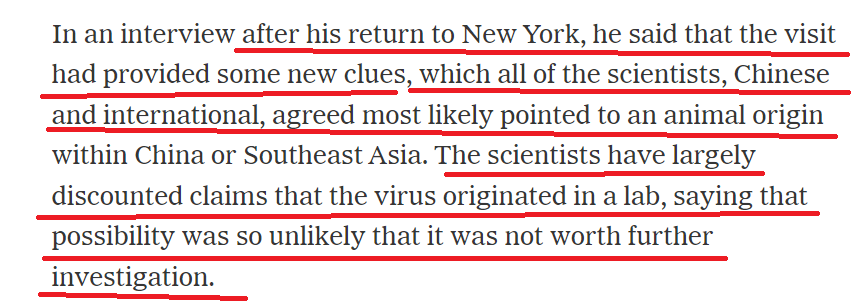 In an interview after his return to New York, he said that the visit
had provided some new clues, which all of the scientists, Chinese
and international, agreed most likely pointed to an animal origin
within China or Southeast Asia. The scientists have largely
discounted claims that the virus originated in a lab, saying that
possibility was so unlikely that it was not worth further
investigation.